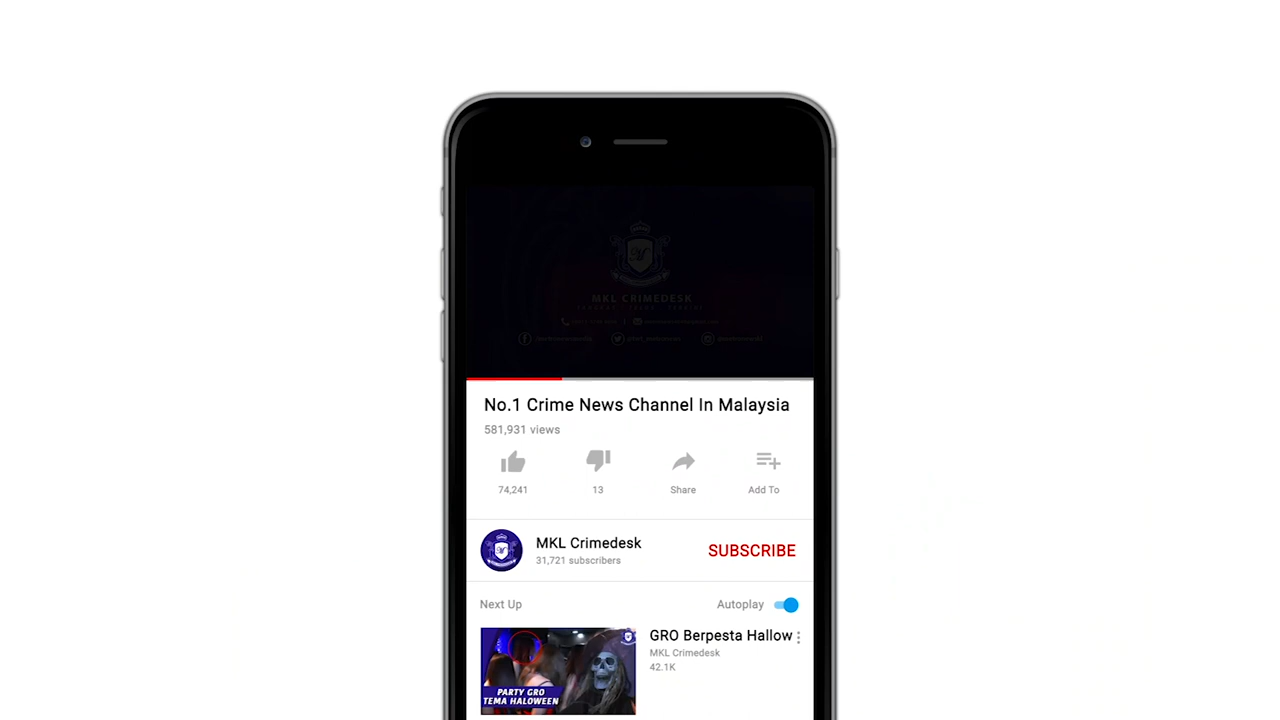 MKL CRIMEDESK
No.1 Crime News Channel In Malaysia
581,931 views
74,241
13
Share
Add To
MKL Crimedesk
31,721 subscribers
SUBSCRIBE
Next Up
Autoplay
GRO Berpesta Hallow
MKL Crimedesk
42.1K
PARTY GRO
TEMA HALOWEEN